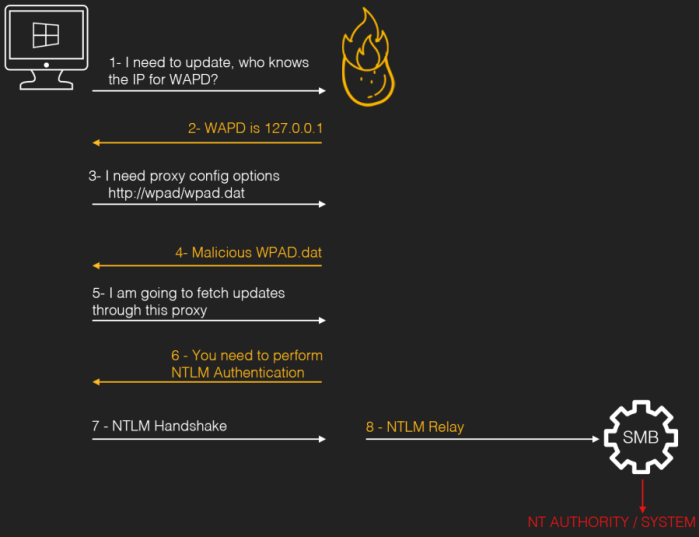 1- I need to update, who knows
the IP for WAPD?
2- WAPD is 127.0.0.1
3- I need proxy config options
http://wpad/wpad.dat
4- Malicious WPAD.dat
5- I am going to fetch updates
through this proxy
6 - You need to perform
NTLM Authentication
7 - NTLM Handshake
8 - NTLM Relay
SMB
NT AUTHORITY / SYSTEM